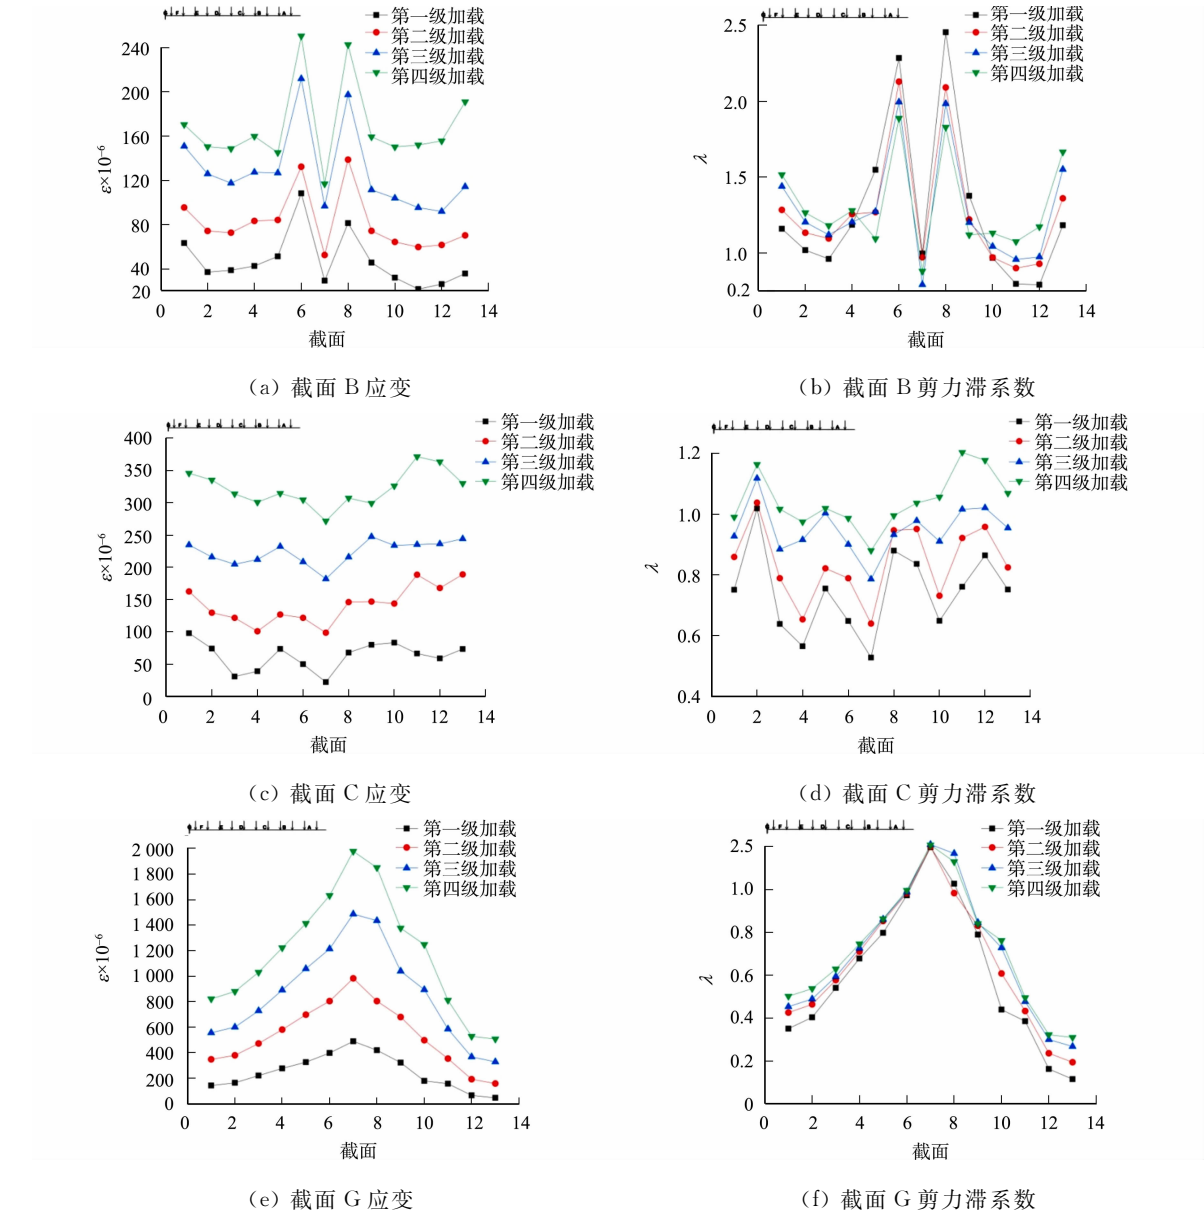 F E D C B A
第一级加载
第二级加载
第三级加载
第四级加载
240
200
160
120
80
40
20
ε×10⁻⁶
0 2 4 6 8 10 12 14
截面
(a) 截面 B 应变
F E D C B A
第一级加载
第二级加载
第三级加载
第四级加载
2.5
2.0
1.5
1.0
0.2
λ
0 2 4 6 8 10 12 14
截面
(b) 截面 B 剪力滞系数
F E D C B A
第一级加载
第二级加载
第三级加载
第四级加载
400
350
300
250
200
150
100
50
0
ε×10⁻⁶
0 2 4 6 8 10 12 14
截面
(c) 截面 C 应变
F E D C B A
第一级加载
第二级加载
第三级加载
第四级加载
1.2
1.0
0.8
0.6
0.4
λ
0 2 4 6 8 10 12 14
截面
(d) 截面 C 剪力滞系数
F E D C B A
第一级加载
第二级加载
第三级加载
第四级加载
2 000
1 800
1 600
1 400
1 200
1 000
800
600
400
200
0
ε×10⁻⁶
0 2 4 6 8 10 12 14
截面
(e) 截面 G 应变
F E D C B A
第一级加载
第二级加载
第三级加载
第四级加载
2.5
1.0
0.8
0.6
0.4
0.2
0
λ
0 2 4 6 8 10 12 14
截面
(f) 截面 G 剪力滞系数